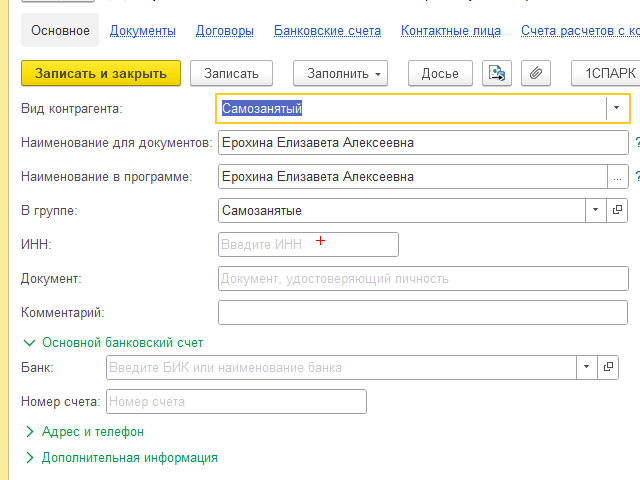 Основное Документы Договоры Банковские счета Контактные лица Счета расчетов с ко
Записать и закрыть Записать Заполнить Досье 1СПАРК
Вид контрагента: Самозанятый
Наименование для документов: Ерохина Елизавета Алексеевна ?
Наименование в программе: Ерохина Елизавета Алексеевна ... ?
В группе: Самозанятые
ИНН: Введите ИНН
Документ: Документ, удостоверяющий личность
Комментарий:
Основной банковский счет
Банк: Введите БИК или наименование банка
Номер счета: Номер счета
Адрес и телефон
Дополнительная информация